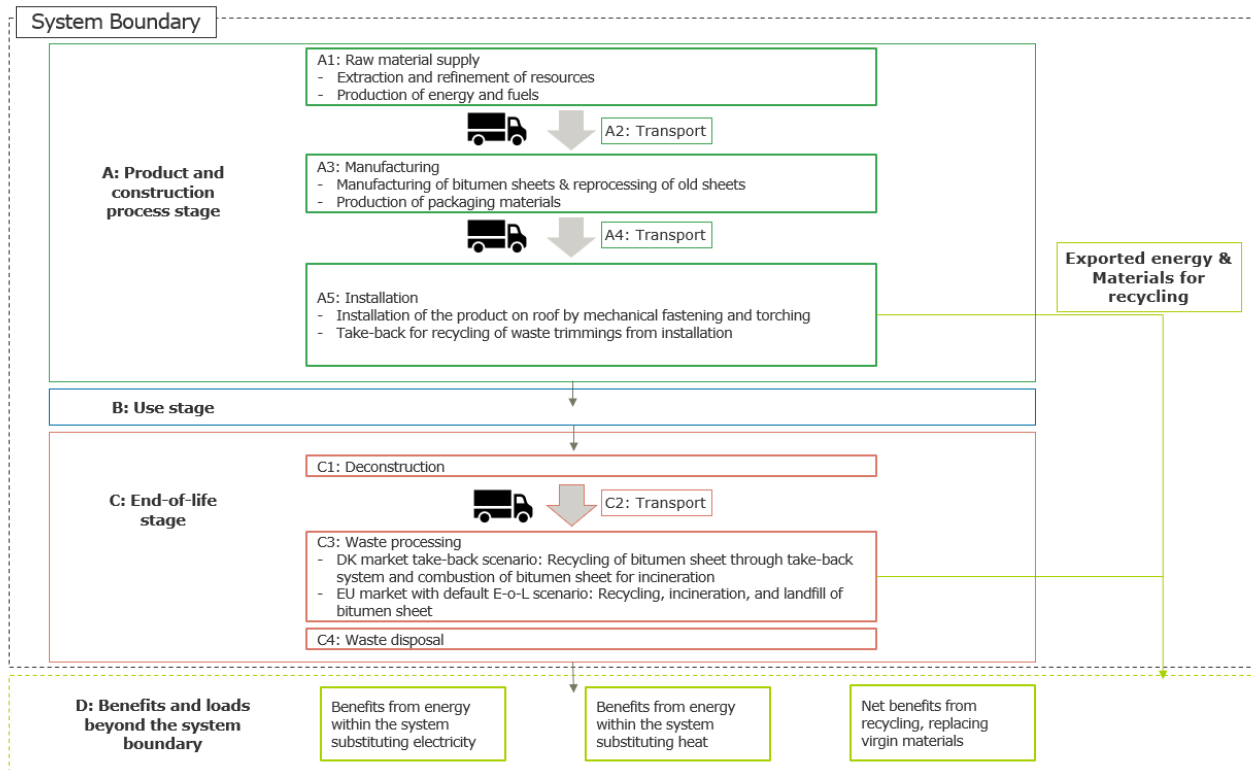 System Boundary
A: Product and
construction
process stage
A1: Raw material supply
- Extraction and refinement of resources
- Production of energy and fuels
A2: Transport
A3: Manufacturing
- Manufacturing of bitumen sheets & reprocessing of old sheets
- Production of packaging materials
A4: Transport
A5: Installation
- Installation of the product on roof by mechanical fastening and torching
- Take-back for recycling of waste trimmings from installation
Exported energy &
Materials for
recycling
B: Use stage
C: End-of-life
stage
C1: Deconstruction
C2: Transport
C3: Waste processing
- DK market take-back scenario: Recycling of bitumen sheet through take-back
system and combustion of bitumen sheet for incineration
- EU market with default E-o-L scenario: Recycling, incineration, and landfill of
bitumen sheet
C4: Waste disposal
D: Benefits and loads
beyond the system
boundary
Benefits from energy
within the system
substituting electricity
Benefits from energy
within the system
substituting heat
Net benefits from
recycling, replacing
virgin materials